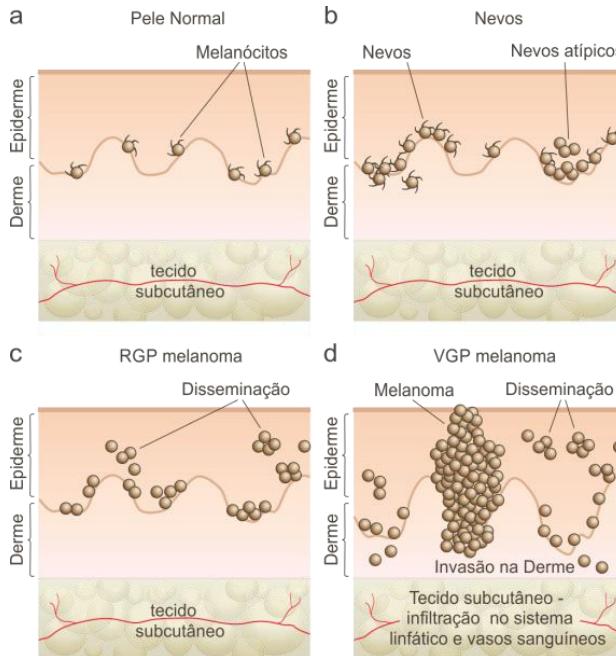 a
Pele Normal
Melanócitos
Epiderme
Derme
tecido
subcutâneo
b
Nevos
Nevos
Nevos atípicos
Epiderme
Derme
tecido
subcutâneo
c
RGP melanoma
Disseminação
Epiderme
Derme
tecido
subcutâneo
d
VGP melanoma
Melanoma
Disseminação
Epiderme
Derme
Invasão na Derme
Tecido subcutâneo -
infiltração no sistema
linfático e vasos sanguíneos